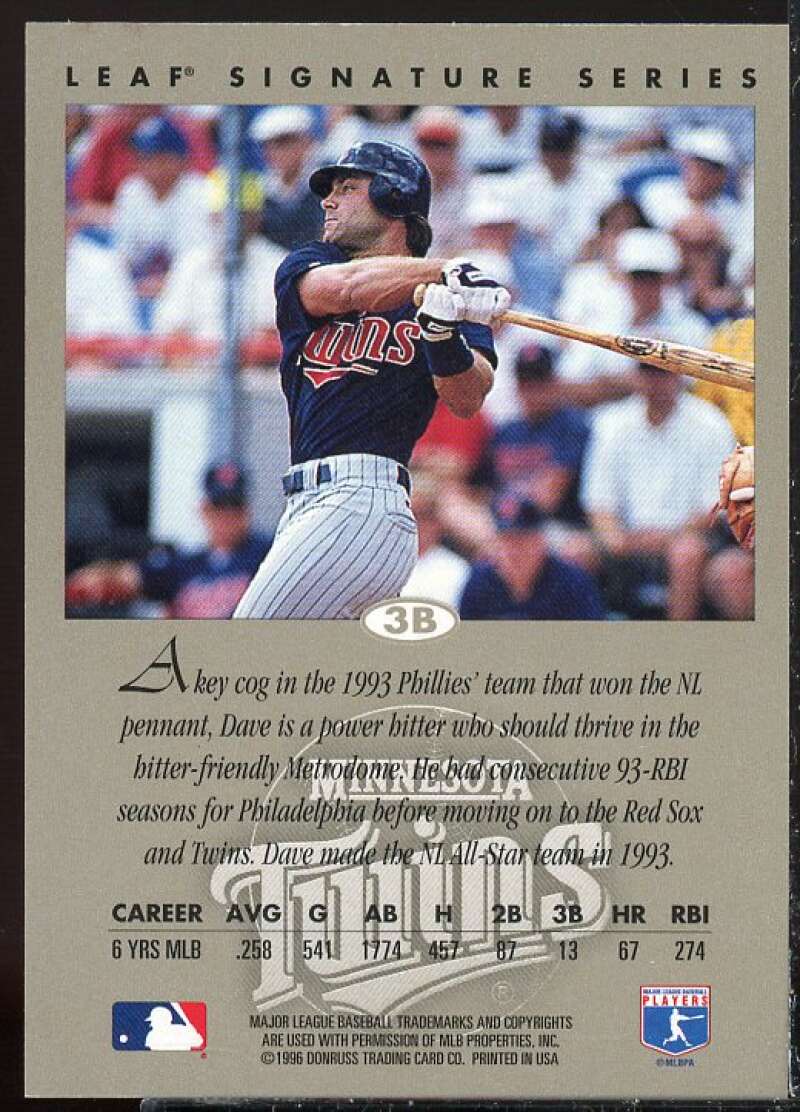 LEAF® SIGNATURE SERIES
Twins
3B
A key cog in the 1993 Phillies' team that won the NL
pennant, Dave is a power hitter who should thrive in the
hitter-friendly Metrodome. He had consecutive 93-RBI
seasons for Philadelphia before moving on to the Red Sox
and Twins. Dave made the NL All-Star team in 1993.
MINNESOTA
Twins
®
CAREER AVG G AB H 2B 3B HR RBI
6 YRS MLB .258 541 1774 457 87 13 67 274
MAJOR LEAGUE BASEBALL
PLAYERS
©MLBPA
MAJOR LEAGUE BASEBALL TRADEMARKS AND COPYRIGHTS
ARE USED WITH PERMISSION OF MLB PROPERTIES, INC.
©1996 DONRUSS TRADING CARD CO. PRINTED IN USA